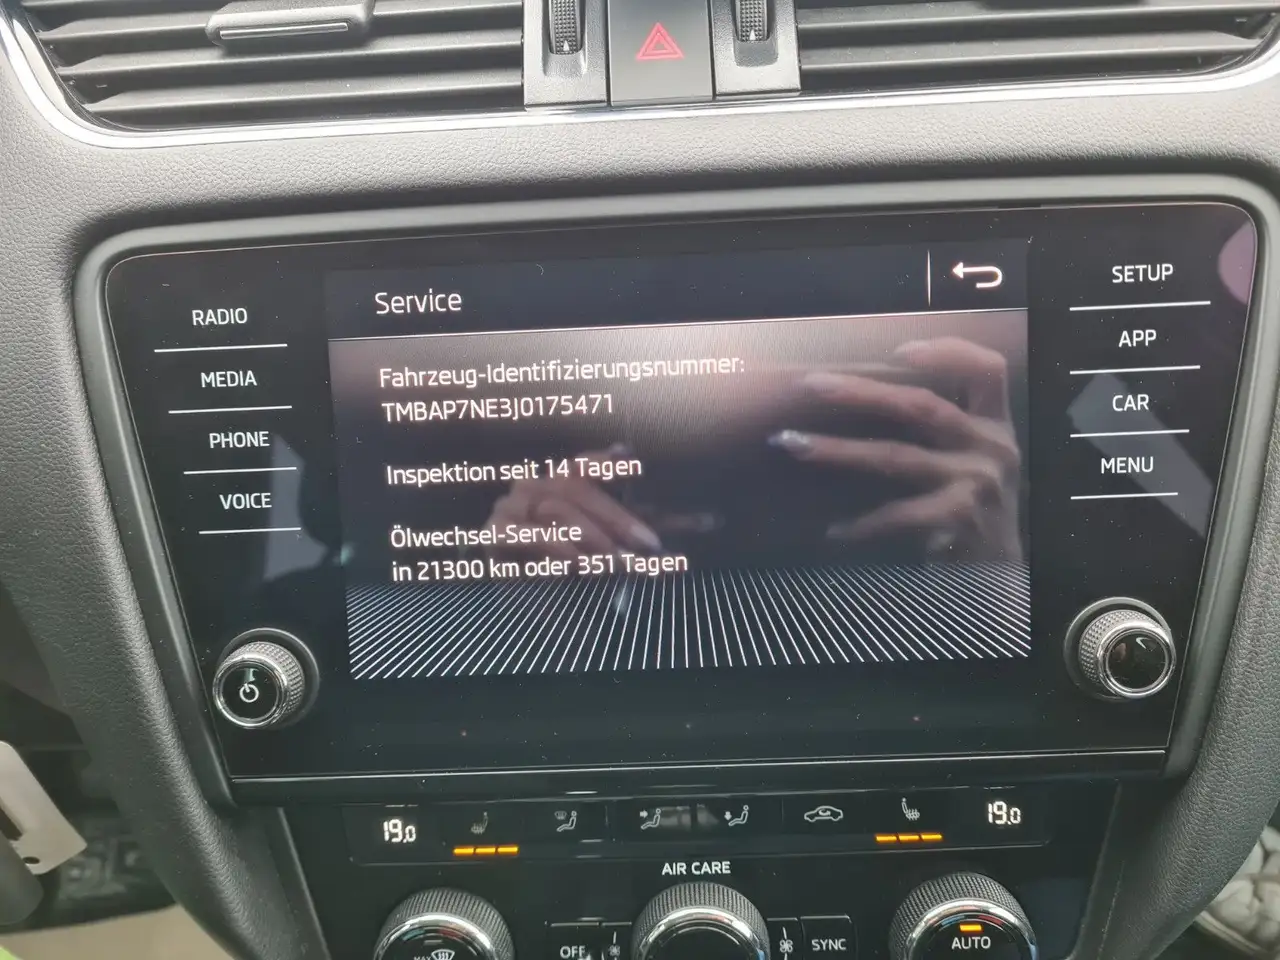 Service
Fahrzeug-Identifizierungsnummer:
TMBAP7NE3J0175471
Inspektion seit 14 Tagen
Ölwechsel-Service
in 21300 km oder 351 Tagen
RADIO
MEDIA
PHONE
VOICE
SETUP
APP
CAR
MENU
19.0
19.0
AIR CARE
MAX
OFF
SYNC
AUTO